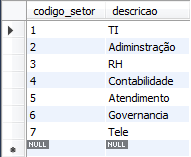 codigo_setor descricao
1 TI
2 Adiminstração
3 RH
4 Contabilidade
5 Atendimento
6 Governancia
7 Tele
NULL NULL